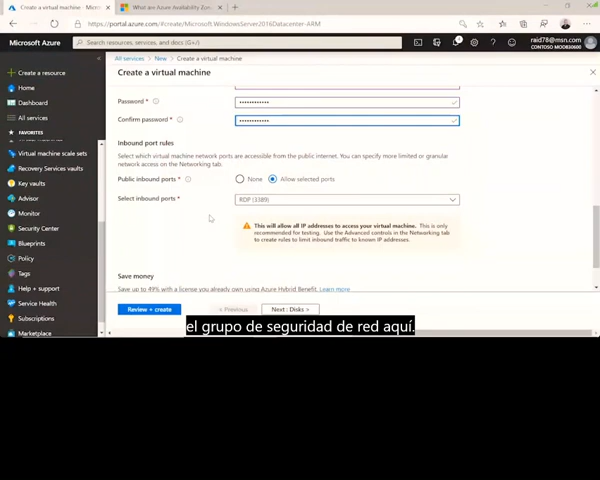 Create a virtual machine - Micros
What are Azure Availability Zon
https://portal.azure.com/#create/Microsoft.WindowsServer2016Datacenter-ARM
Microsoft Azure
Search resources, services, and docs (G+/)
raid78@msn.com
CONTOSO MOD830600
Create a resource
Home
Dashboard
All services
FAVORITES
Virtual machine scale sets
Recovery Services vaults
Key vaults
Advisor
Monitor
Security Center
Blueprints
Policy
Tags
Help + support
Service Health
Subscriptions
Marketplace
All services > New > Create a virtual machine
Create a virtual machine
Password *
Confirm password *
Inbound port rules
Select which virtual machine network ports are accessible from the public internet. You can specify more limited or granular
network access on the Networking tab.
Public inbound ports *
None
Allow selected ports
Select inbound ports *
RDP (3389)
This will allow all IP addresses to access your virtual machine. This is only
recommended for testing. Use the Advanced controls in the Networking tab
to create rules to limit inbound traffic to known IP addresses.
Save money
Save up to 49% with a license you already own using Azure Hybrid Benefit. Learn more
Review + create
< Previous
Next : Disks >
el grupo de seguridad de red aquí.